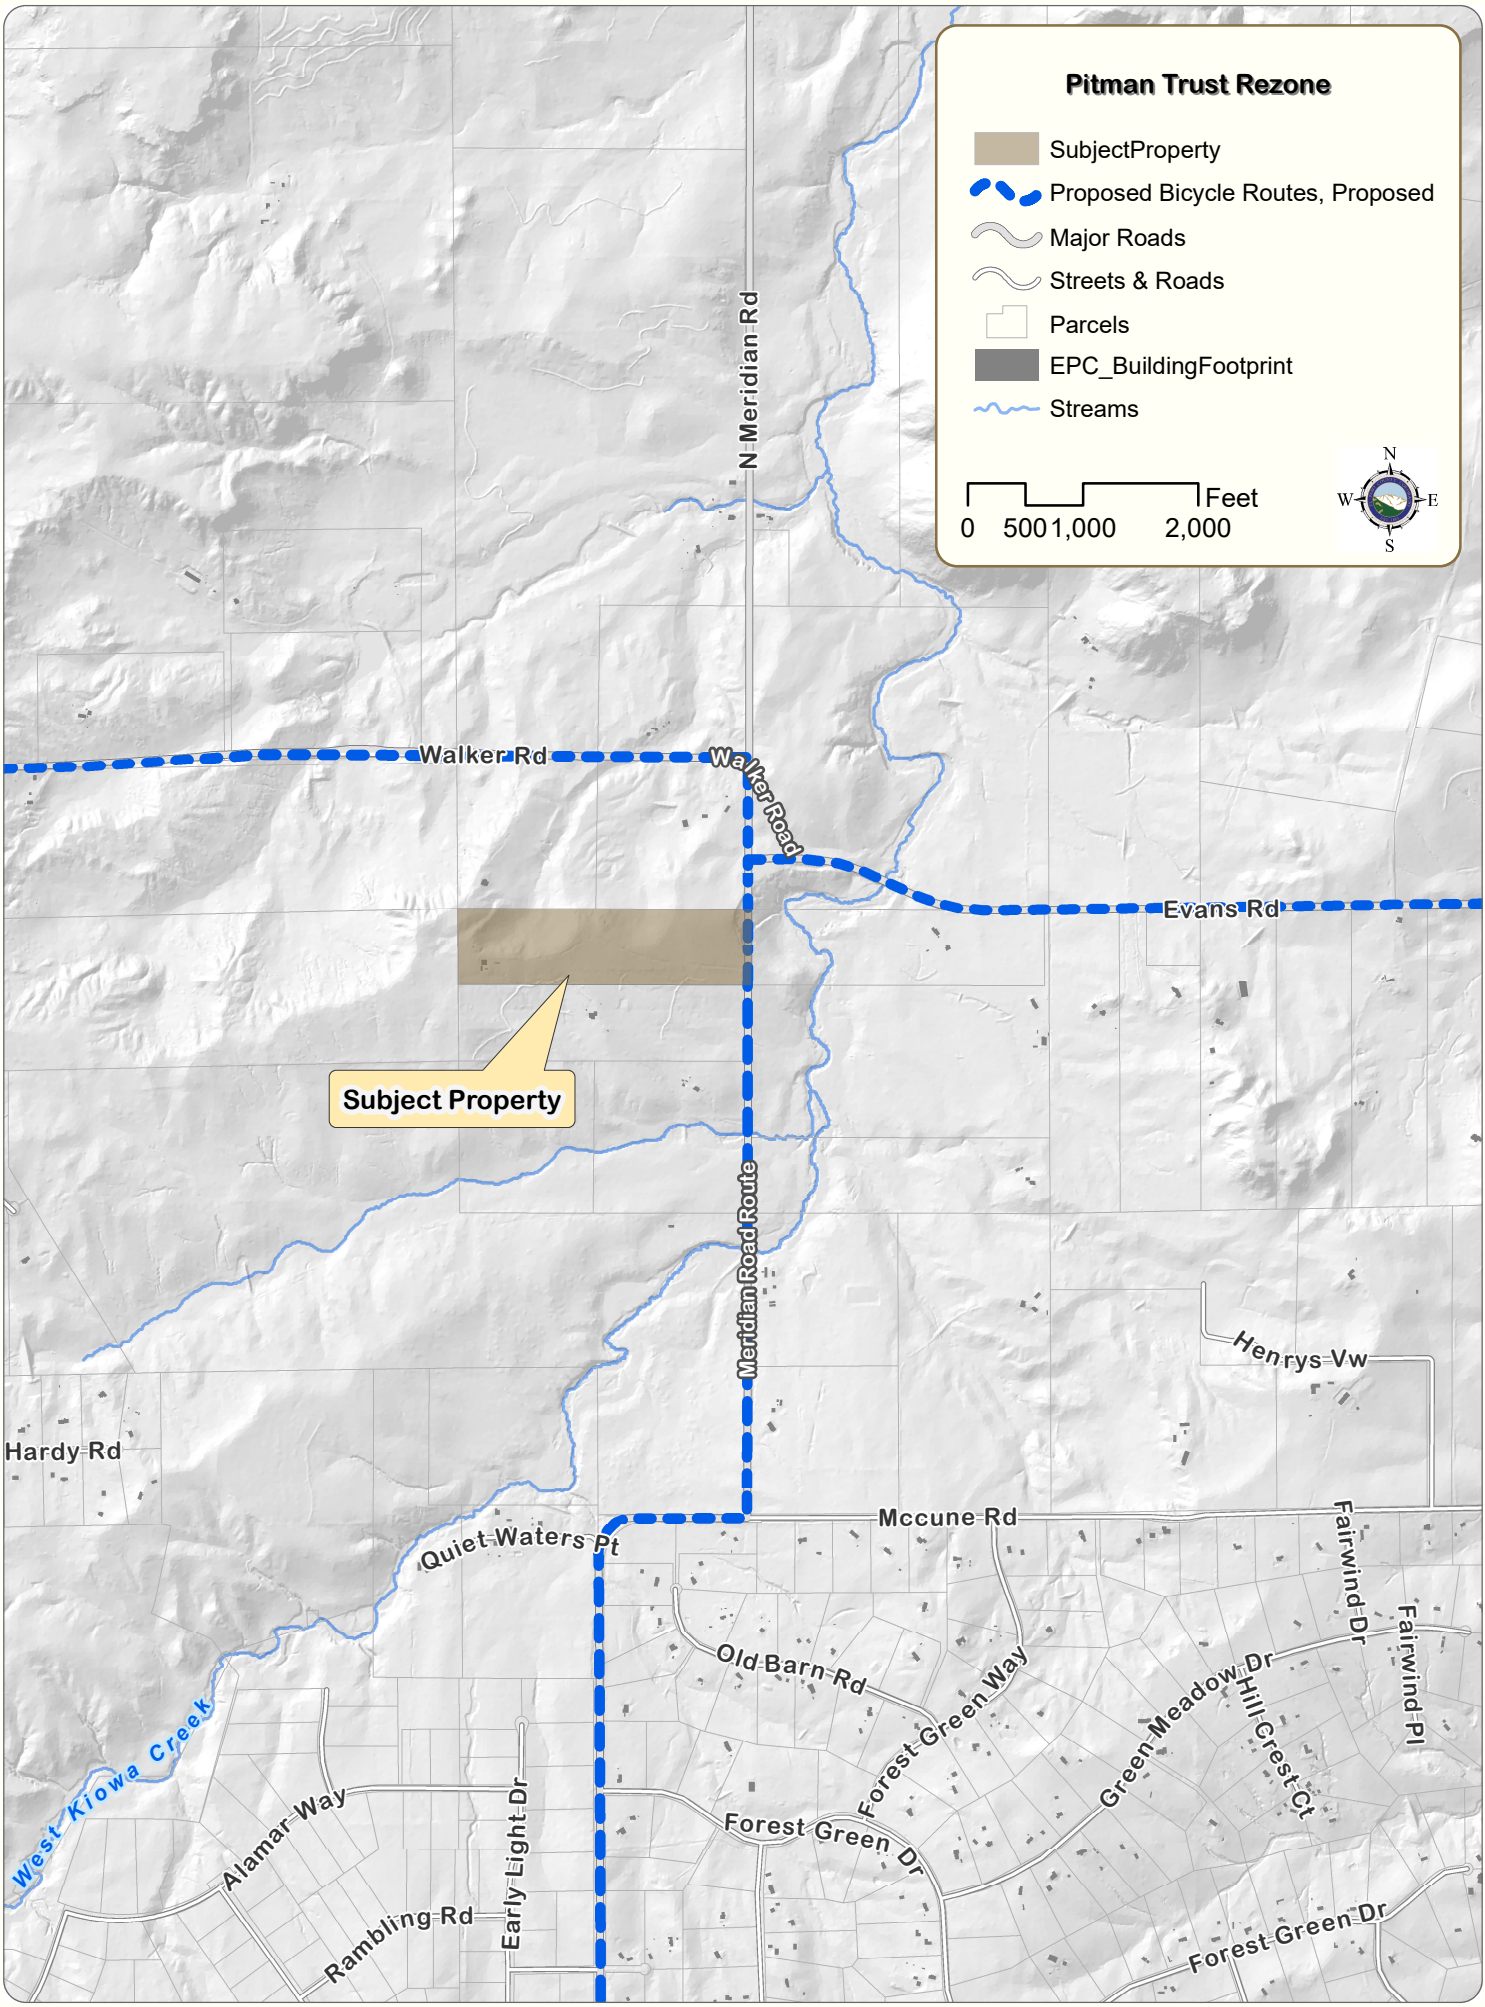 Pitman Trust Rezone
SubjectProperty
Proposed Bicycle Routes, Proposed
Major Roads
Streets & Roads
Parcels
EPC_BuildingFootprint
Streams
Feet
0 500 1,000 2,000
N
W E
S
N Meridian Rd
Walker Rd
Walker Road
Evans Rd
Subject Property
Meridian Road Route
Henrys Vw
Hardy Rd
Mccune Rd
Quiet Waters Pt
Fairwind Dr
Fairwind Pl
Old Barn Rd
Forest Green Way
Green Meadow Dr
Hill Crest Ct
West Kiowa Creek
Alamar Way
Early Light Dr
Forest Green Dr
Rambling Rd
Forest Green Dr